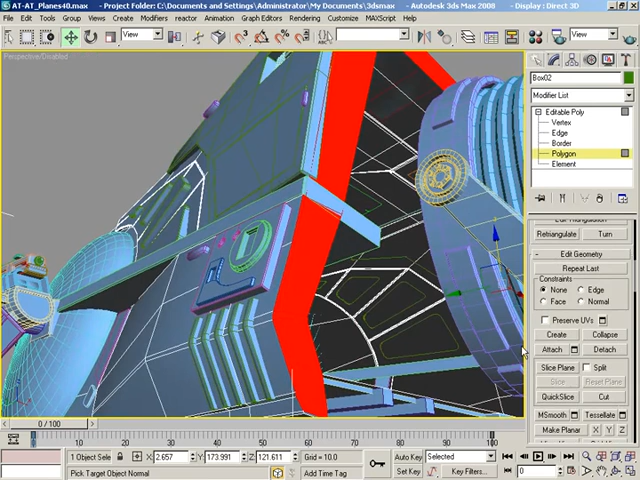 AT-AT_Planes40.max - Project Folder: C:\Documents and Settings\Administrator\My Documents\3dsmax - Autodesk 3ds Max 2008 - Display : Direct 3D
File Edit Tools Group Views Create Modifiers reactor Animation Graph Editors Rendering Customize MAXScript Help
View
View
Perspective/Disabled
Box02
Modifier List
Editable Poly
Vertex
Edge
Border
Polygon
Element
Edit Triangulation
Retriangulate Turn
Edit Geometry
Repeat Last
Constraints
None Edge
Face Normal
Preserve UVs
Create Collapse
Attach Detach
Slice Plane Split
Slice Reset Plane
QuickSlice Cut
MSmooth Tessellate
Make Planar X Y Z
0 / 100
0 10 20 30 40 50 60 70 80 90 100
1 Object Sele X: 2.657 Y: 173.991 Z: 121.611 Grid = 10.0 Auto Key Selected
Pick Target Object Normal Add Time Tag Set Key Key Filters... 0